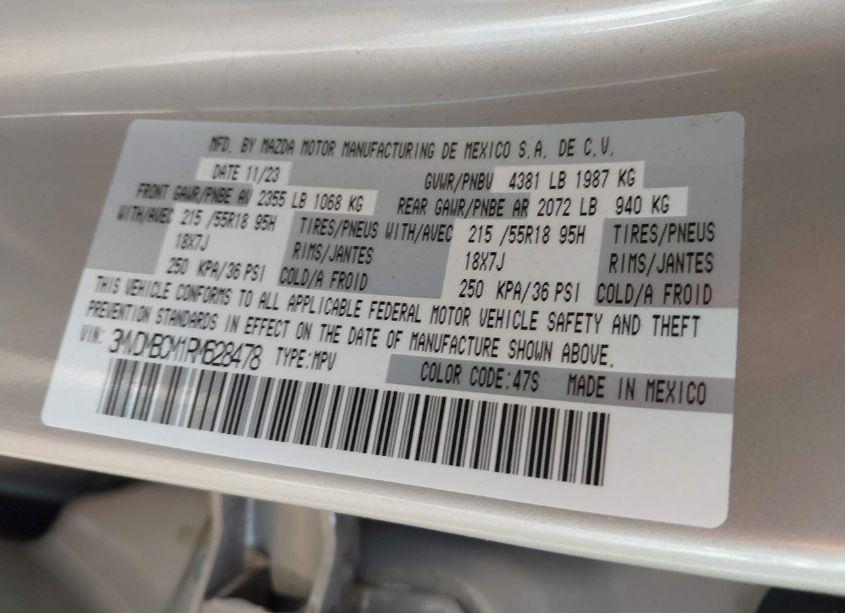 MFD. BY MAZDA MOTOR MANUFACTURING DE MEXICO S.A. DE C.V.
DATE 11/23 GVWR/PNBV 4381 LB 1987 KG
FRONT GAWR/PNBE AV 2355 LB 1068 KG REAR GAWR/PNBE AR 2072 LB 940 KG
WITH/AVEC 215 /55R18 95H TIRES/PNEUS WITH/AVEC 215 /55R18 95H TIRES/PNEUS
18X7J RIMS/JANTES 18X7J RIMS/JANTES
250 KPA/36 PSI COLD/A FROID 250 KPA/36 PSI COLD/A FROID
THIS VEHICLE CONFORMS TO ALL APPLICABLE FEDERAL MOTOR VEHICLE SAFETY AND THEFT
PREVENTION STANDARDS IN EFFECT ON THE DATE OF MANUFACTURE SHOWN ABOVE.
VIN: 3MVDMBCM1RM628478 TYPE:MPV
COLOR CODE:47S MADE IN MEXICO